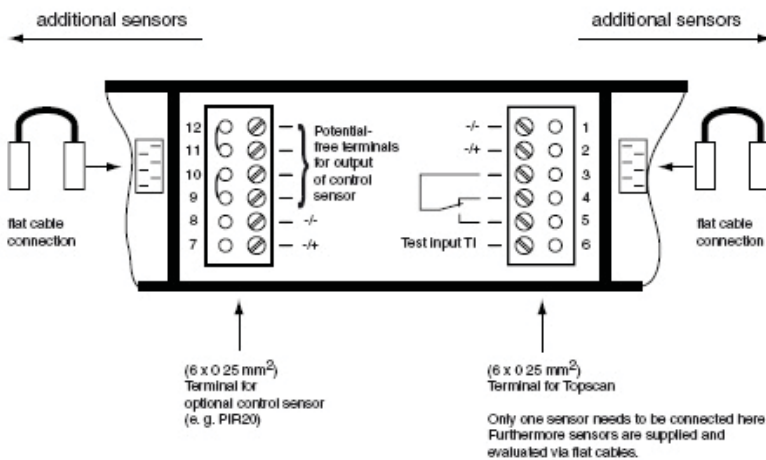 additional sensors
additional sensors
12
11
10
9
8
7
Potential-
free terminals
for output
of control
sensor
-/-
-/+
-/-
-/+
Test input TI
1
2
3
4
5
6
flat cable
connection
flat cable
connection
(6 x 0 25 mm²)
Terminal for
optional control sensor
(e. g. PIR20)
(6 x 0 25 mm²)
Terminal for Topscan
Only one sensor needs to be connected here
Furthermore sensors are supplied and
evaluated via flat cables.